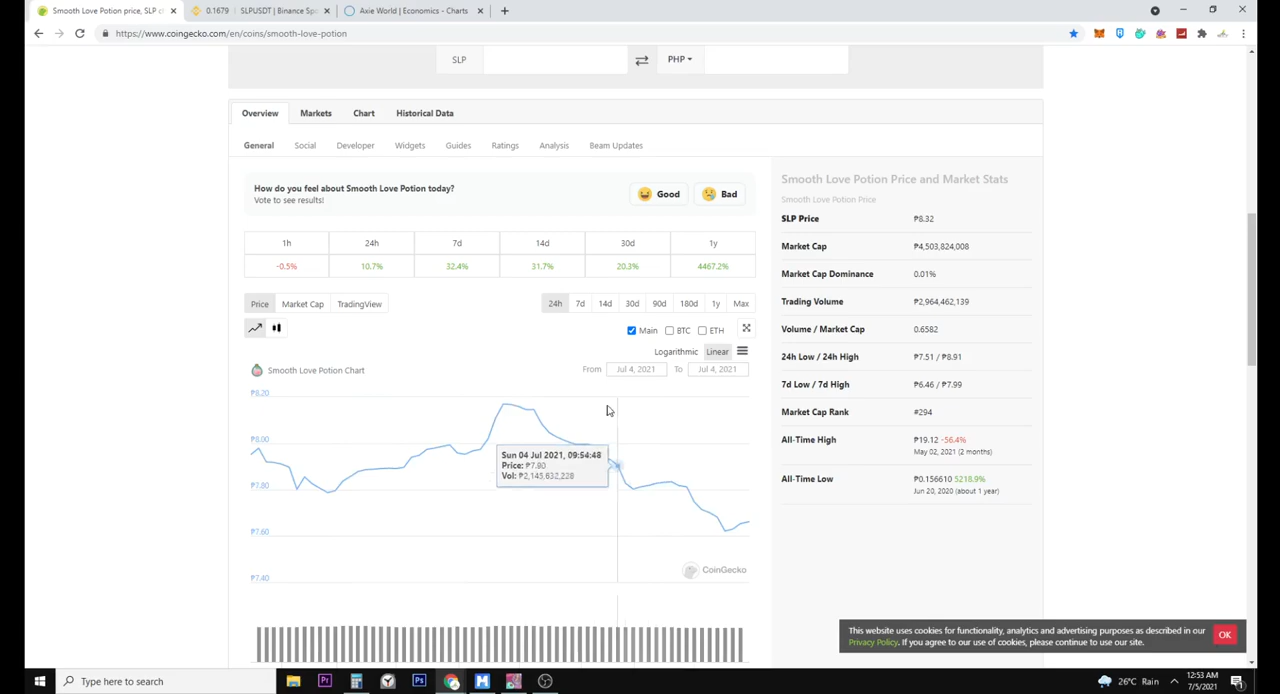 Smooth Love Potion price, SLP c
0.1679 SLPUSDT | Binance Spo
Axie World | Economics - Charts
https://www.coingecko.com/en/coins/smooth-love-potion
SLP PHP
Overview Markets Chart Historical Data
General Social Developer Widgets Guides Ratings Analysis Beam Updates
How do you feel about Smooth Love Potion today?
Vote to see results!
Good Bad
1h 24h 7d 14d 30d 1y
-0.5% 10.7% 32.4% 31.7% 20.3% 4467.2%
Price Market Cap TradingView
24h 7d 14d 30d 90d 180d 1y Max
Main BTC ETH
Logarithmic Linear
Smooth Love Potion Chart
From Jul 4, 2021 To Jul 4, 2021
₱8.20
₱8.00
₱7.80
₱7.60
₱7.40
Sun 04 Jul 2021, 09:54:48
Price: ₱7.90
Vol: ₱2,145,632,228
CoinGecko
Smooth Love Potion Price and Market Stats
Smooth Love Potion Price
SLP Price ₱8.32
Market Cap ₱4,503,824,008
Market Cap Dominance 0.01%
Trading Volume ₱2,964,462,139
Volume / Market Cap 0.6582
24h Low / 24h High ₱7.51 / ₱8.91
7d Low / 7d High ₱6.46 / ₱7.99
Market Cap Rank #294
All-Time High ₱19.12 -56.4%
May 02, 2021 (2 months)
All-Time Low ₱0.156610 5218.9%
Jun 20, 2020 (about 1 year)
This website uses cookies for functionality, analytics and advertising purposes as described in our
Privacy Policy. If you agree to our use of cookies, please continue to use our site.
OK
Type here to search
26°C Rain
12:53 AM
7/5/2021